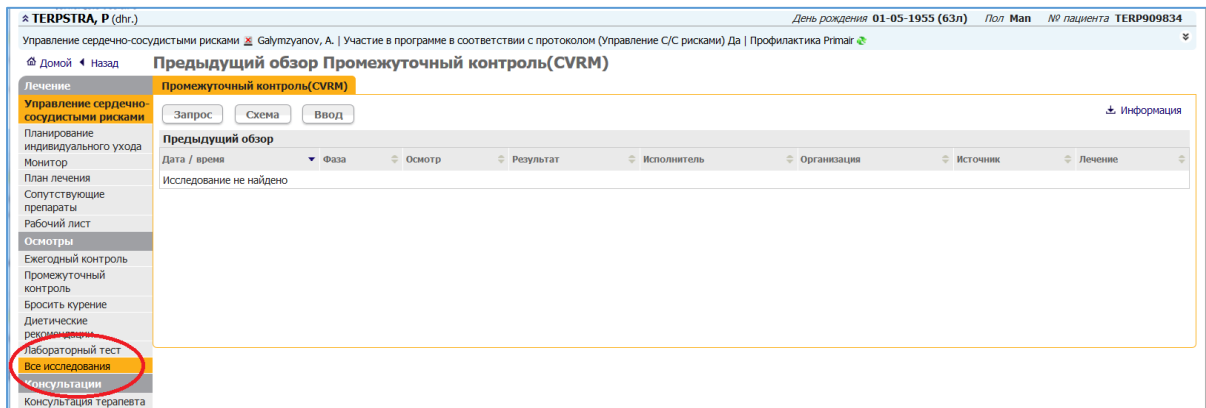 TERPSTRA, P (dhr.) День рождения 01-05-1955 (63л) Пол Man № пациента TERP909834
Управление сердечно-сосудистыми рисками Galymzyanov, A. | Участие в программе в соответствии с протоколом (Управление С/С рисками) Да | Профилактика Primair
Домой Назад Предыдущий обзор Промежуточный контроль(CVRM)
Лечение
Управление сердечно-
сосудистыми рисками
Планирование
индивидуального ухода
Монитор
План лечения
Сопутствующие
препараты
Рабочий лист
Осмотры
Ежегодный контроль
Промежуточный
контроль
Бросить курение
Диетические
рекомендации
Лабораторный тест
Все исследования
Консультации
Консультация терапевта
Промежуточный контроль(CVRM)
Запрос Схема Ввод Информация
Предыдущий обзор
Дата / время Фаза Осмотр Результат Исполнитель Организация Источник Лечение
Исследование не найдено